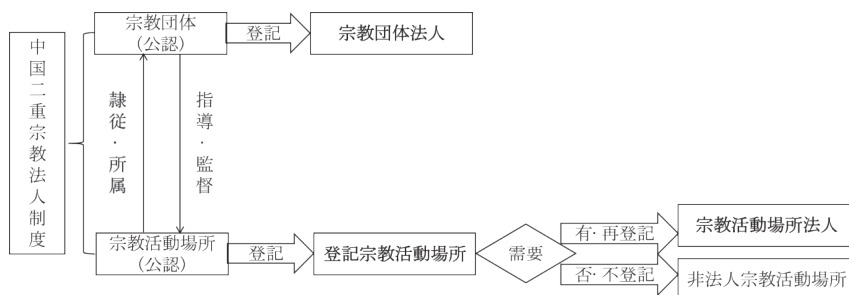 中国二重宗教法人制度
宗教団体
（公認）
登記
宗教団体法人
隷従・所属
指導・監督
宗教活動場所
（公認）
登記
登記宗教活動場所
需要
有・再登記
宗教活動場所法人
否・不登記
非法人宗教活動場所